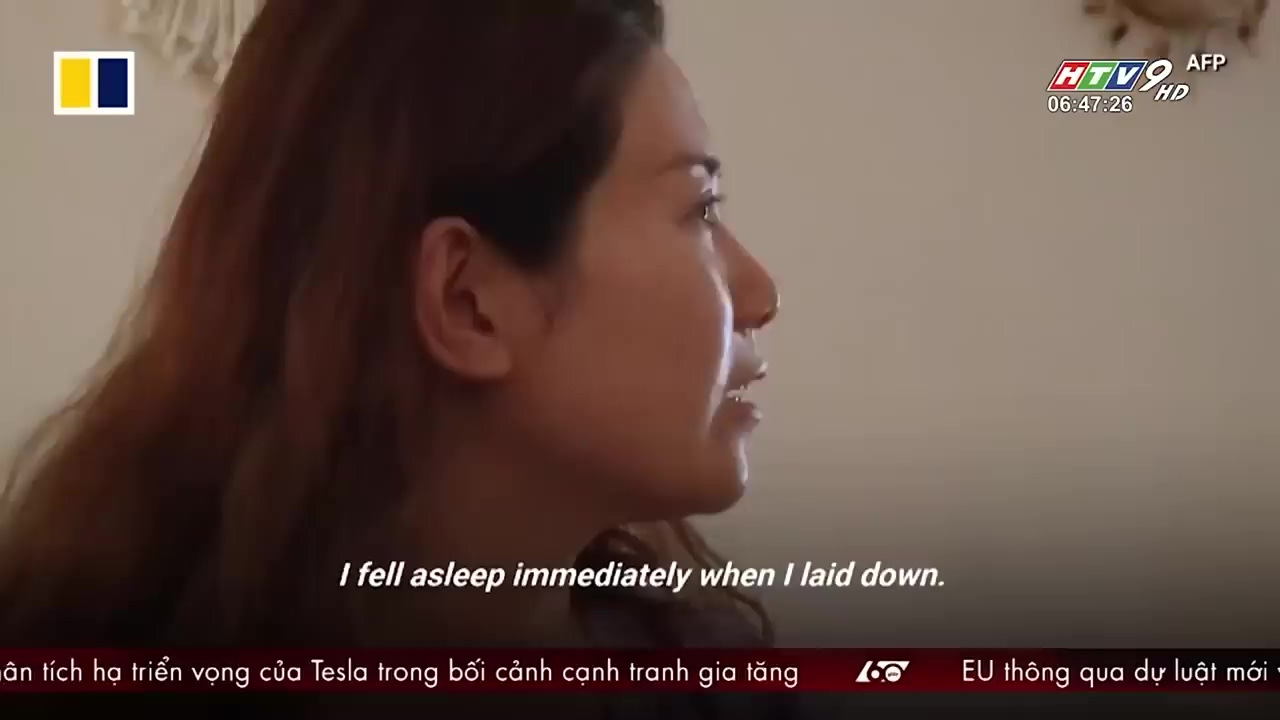 HTV9 HD
AFP
06:47:26
I fell asleep immediately when I laid down.
ân tích hạ triển vọng của Tesla trong bối cảnh cạnh tranh gia tăng
60 EU thông qua dự luật mới